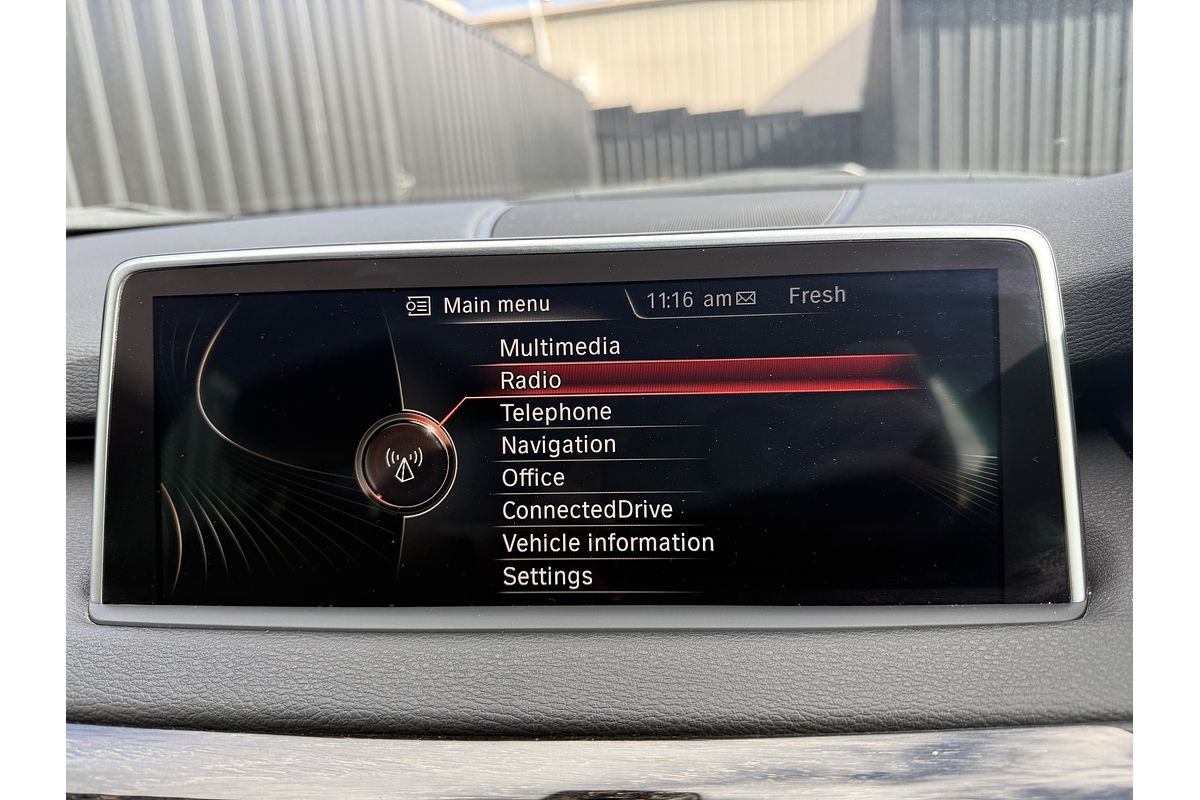 Main menu 11:16 am Fresh
Multimedia
Radio
Telephone
Navigation
Office
ConnectedDrive
Vehicle information
Settings